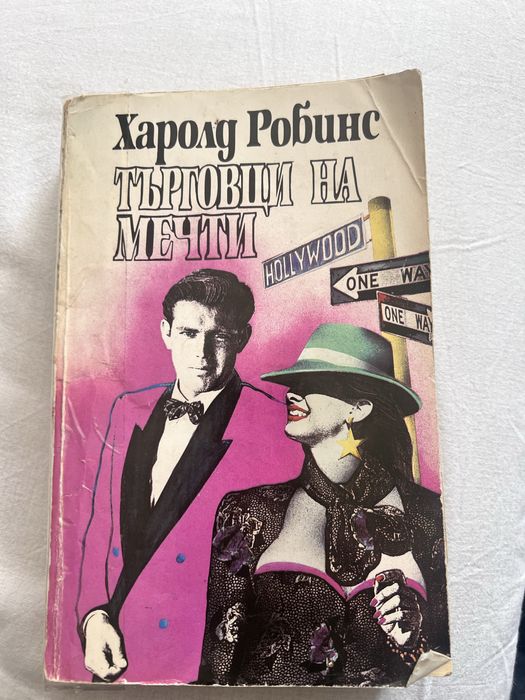 Харолд Робинс
ТЪРГОВЦИ НА
МЕЧТИ
HOLLYWOOD
ONE WAY
ONE WAY